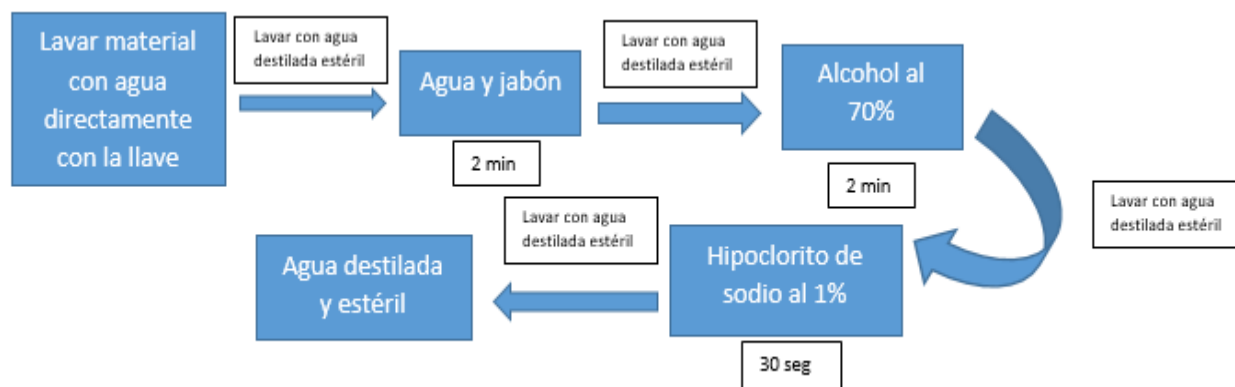 Lavar material
con agua
directamente
con la llave
Lavar con agua
destilada estéril
Agua y jabón
2 min
Lavar con agua
destilada estéril
Alcohol al
70%
2 min
Lavar con agua
destilada estéril
Hipoclorito de
sodio al 1%
30 seg
Lavar con agua
destilada estéril
Agua destilada
y estéril